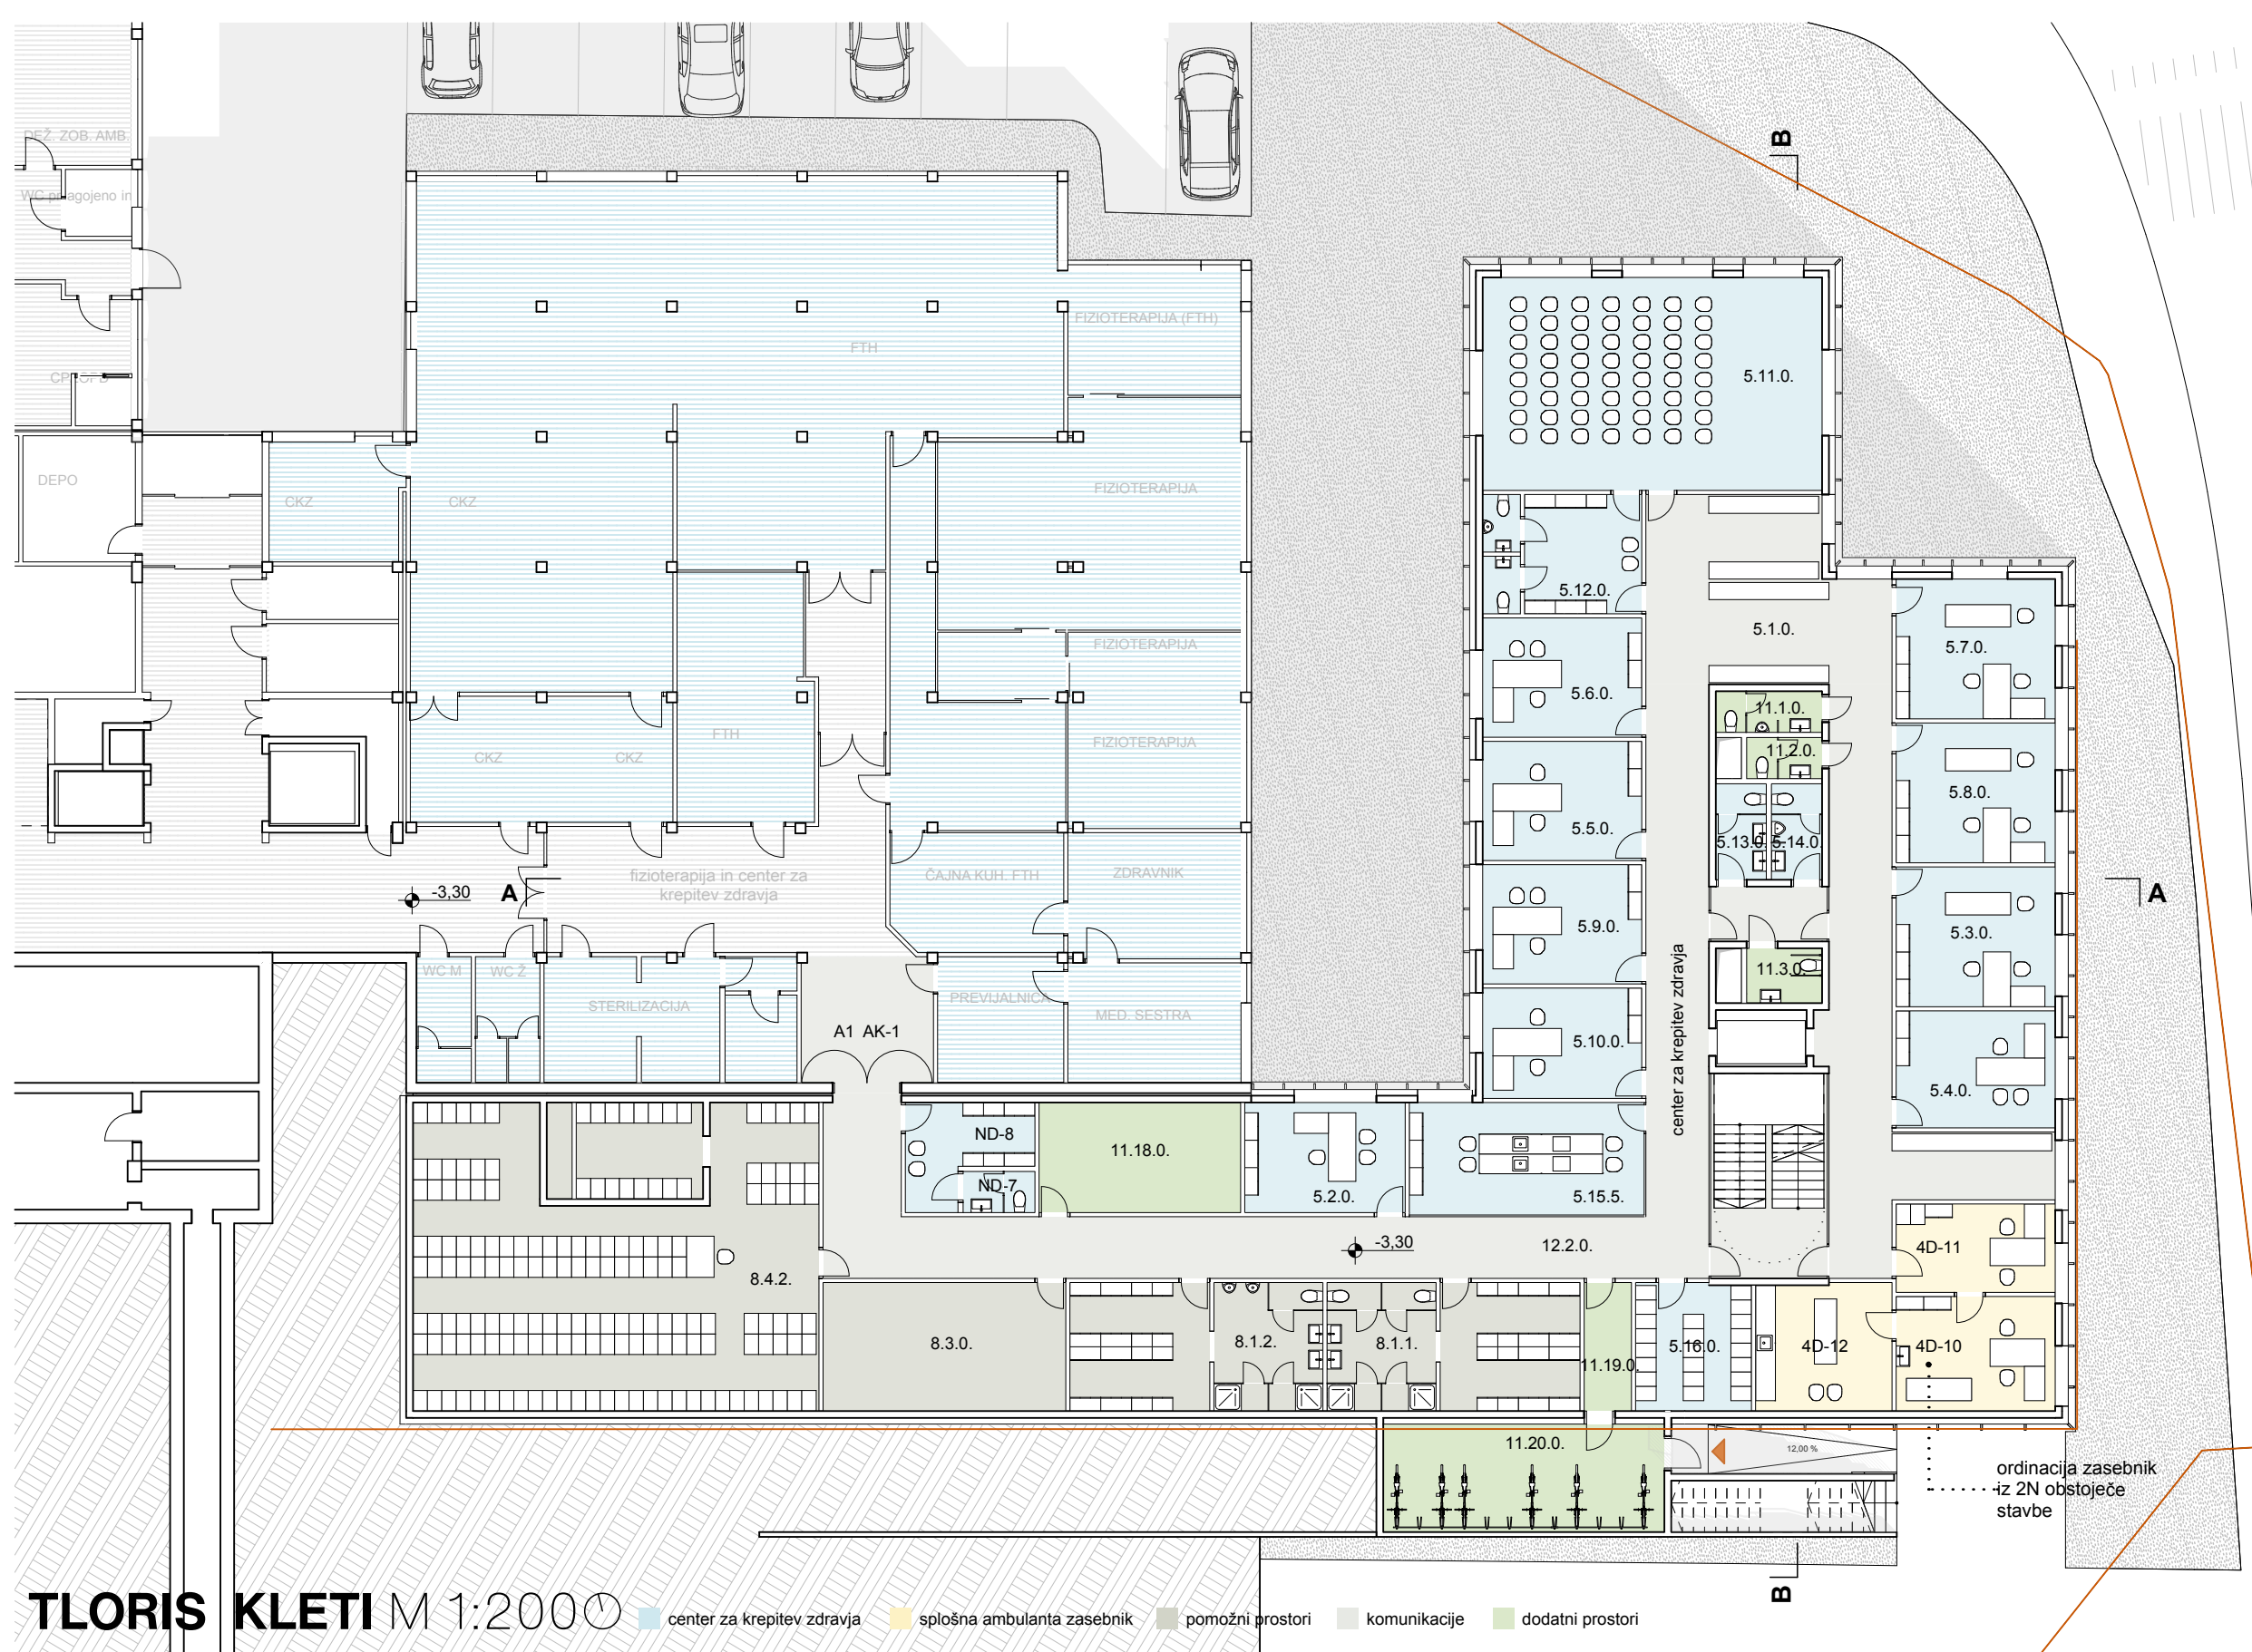 B
DEŽ. ZOB. AMB.
WC prilagojeno in
FIZIOTERAPIJA (FTH)
FTH
5.11.0.
DEPO
CKZ
CKZ
FIZIOTERAPIJA
5.12.0.
5.1.0.
FIZIOTERAPIJA
5.7.0.
5.6.0.
11.1.0.
FTH
FIZIOTERAPIJA
11.2.0.
CKZ
CKZ
5.8.0.
5.5.0.
5.13.0.
5.14.0.
fizioterapija in center za
krepitev zdravja
ČAJNA KUH. FTH
ZDRAVNIK
-3,30
A
A
5.9.0.
5.3.0.
WC M
WC Ž
STERILIZACIJA
PREVIJALNICA
MED. SESTRA
11.3.0.
center za krepitev zdravja
A1 AK-1
5.10.0.
5.4.0.
ND-8
11.18.0.
ND-7
5.2.0.
5.15.5.
-3,30
12.2.0.
4D-11
8.4.2.
8.3.0.
8.1.2.
8.1.1.
11.19.0.
5.16.0.
4D-12
4D-10
11.20.0.
12,00 %
ordinacija zasebnik
iz 2N obstoječe
stavbe
B
TLORIS KLETI M 1:200
center za krepitev zdravja
splošna ambulanta zasebnik
pomožni prostori
komunikacije
dodatni prostori